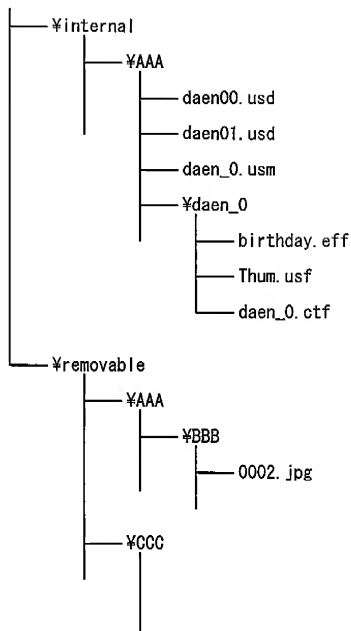 ¥internal
¥AAA
daen00.usd
daen01.usd
daen_0.usm
¥daen_0
birthday.eff
Thum.usf
daen_0.ctf
¥removable
¥AAA
¥BBB
0002.jpg
¥CCC